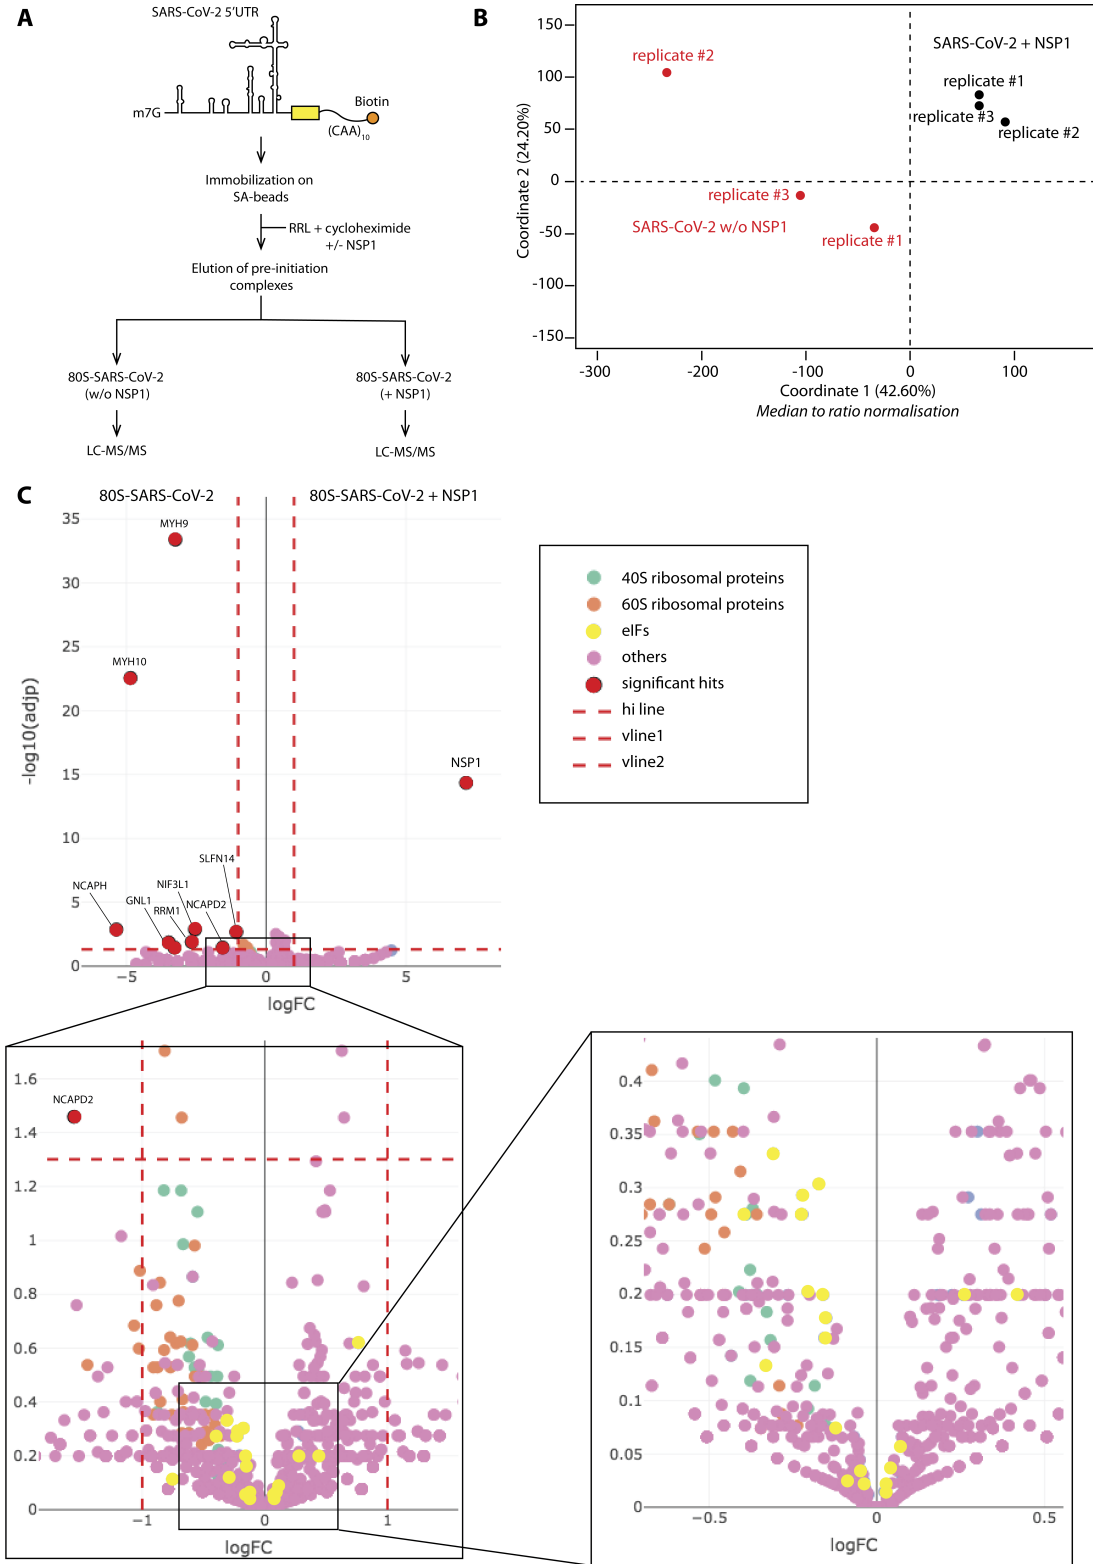 A
SARS-CoV-2 5'UTR
m7G
Biotin
(CAA)10
Immobilization on
SA-beads
RRL + cycloheximide
+/- NSP1
Elution of pre-initiation
complexes
80S-SARS-CoV-2
(w/o NSP1)
80S-SARS-CoV-2
(+ NSP1)
LC-MS/MS
LC-MS/MS
B
150
100
50
0
-50
-100
-150
Coordinate 2 (24.20%)
replicate #2
SARS-CoV-2 + NSP1
replicate #1
replicate #3
replicate #2
replicate #3
SARS-CoV-2 w/o NSP1
replicate #1
-300
-200
-100
0
100
Coordinate 1 (42.60%)
Median to ratio normalisation
C
80S-SARS-CoV-2
80S-SARS-CoV-2 + NSP1
35
30
25
20
15
10
5
0
-log10(adjp)
MYH9
MYH10
NSP1
SLFN14
NCAPH
NIF3L1
GNL1
RRM1
NCAPD2
−5
0
5
logFC
40S ribosomal proteins
60S ribosomal proteins
eIFs
others
significant hits
hi line
vline1
vline2
1.6
1.4
1.2
1
0.8
0.6
0.4
0.2
0
NCAPD2
−1
0
1
logFC
0.4
0.35
0.3
0.25
0.2
0.15
0.1
0.05
0
−0.5
0
0.5
logFC